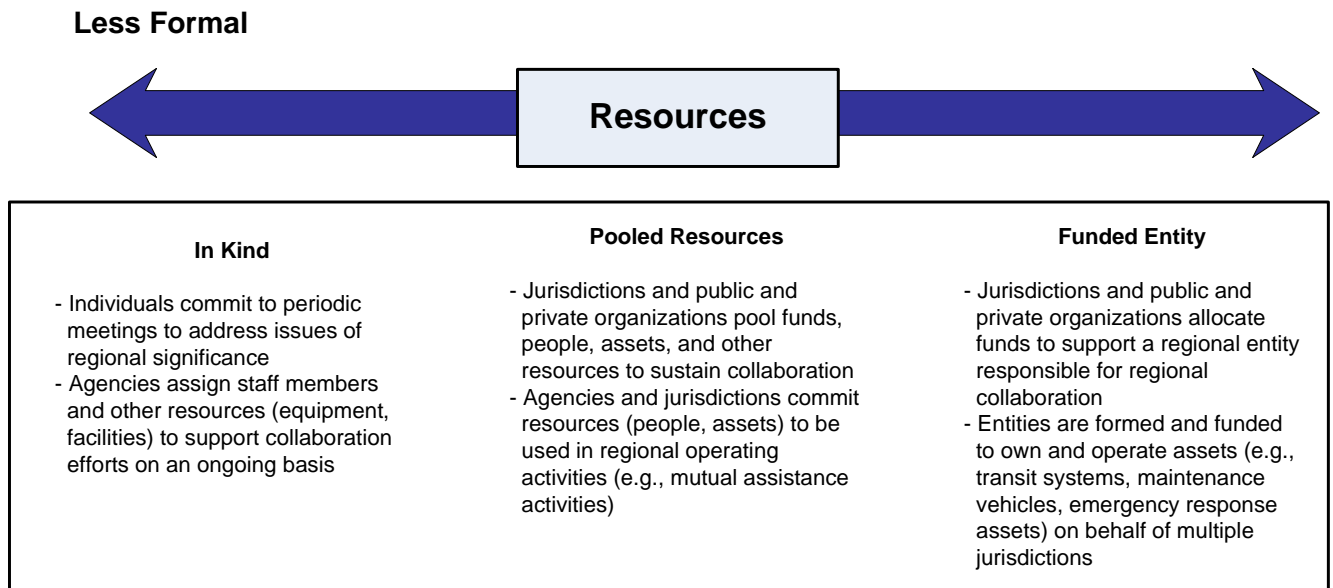 Less Formal
Resources
In Kind
- Individuals commit to periodic
meetings to address issues of
regional significance
- Agencies assign staff members
and other resources (equipment,
facilities) to support collaboration
efforts on an ongoing basis
Pooled Resources
- Jurisdictions and public and
private organizations pool funds,
people, assets, and other
resources to sustain collaboration
- Agencies and jurisdictions commit
resources (people, assets) to be
used in regional operating
activities (e.g., mutual assistance
activities)
Funded Entity
- Jurisdictions and public and
private organizations allocate
funds to support a regional entity
responsible for regional
collaboration
- Entities are formed and funded
to own and operate assets (e.g.,
transit systems, maintenance
vehicles, emergency response
assets) on behalf of multiple
jurisdictions